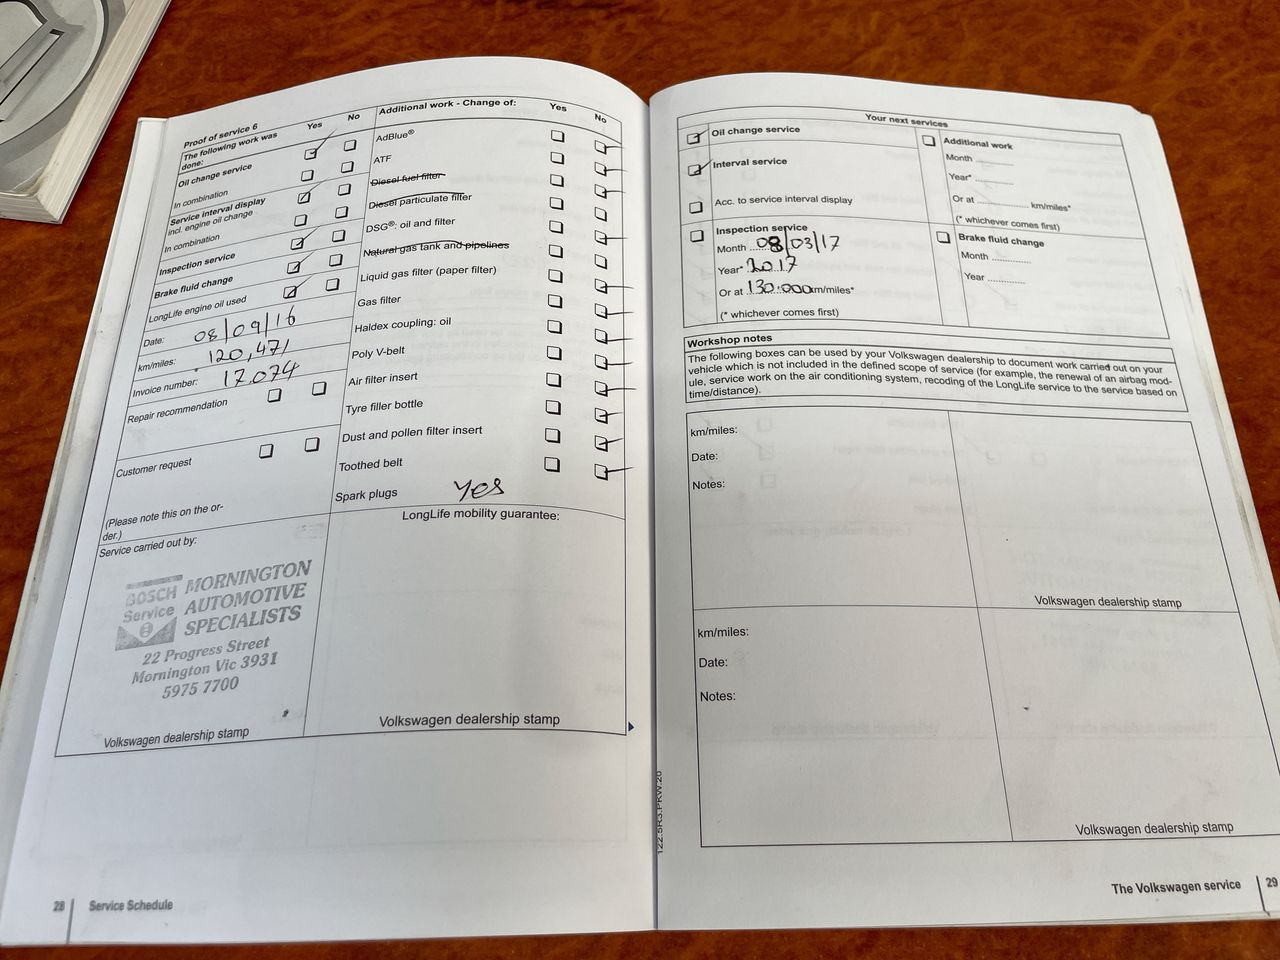 Proof of service 6
The following work was done:
Yes No
Oil change service
In combination
Service interval display
incl. engine oil change
In combination
Inspection service
Brake fluid change
LongLife engine oil used
Date: 08/09/16
km/miles: 120,471
Invoice number: 17074
Repair recommendation
Customer request
(Please note this on the or-
der.)
Additional work - Change of: Yes No
AdBlue®
ATF
Diesel fuel filter
Diesel particulate filter
DSG®: oil and filter
Natural gas tank and pipelines
Liquid gas filter (paper filter)
Gas filter
Haldex coupling: oil
Poly V-belt
Air filter insert
Tyre filler bottle
Dust and pollen filter insert
Toothed belt
Spark plugs Yes
Service carried out by:
BOSCH
Service
MORNINGTON
AUTOMOTIVE
SPECIALISTS
22 Progress Street
Mornington Vic 3931
5975 7700
Volkswagen dealership stamp
LongLife mobility guarantee:
Volkswagen dealership stamp
28 Service Schedule
Your next services
Oil change service
Interval service
Acc. to service interval display
Inspection service
Month ........ 08/03/17
Year* 2017
Or at 130.000 km/miles*
(* whichever comes first)
Additional work
Month ............
Year* ............
Or at ................ km/miles*
(* whichever comes first)
Brake fluid change
Month ............
Year ............
Workshop notes
The following boxes can be used by your Volkswagen dealership to document work carried out on your
vehicle which is not included in the defined scope of service (for example, the renewal of an airbag mod-
ule, service work on the air conditioning system, recoding of the LongLife service to the service based on
time/distance).
km/miles:
Date:
Notes:
Volkswagen dealership stamp
km/miles:
Date:
Notes:
Volkswagen dealership stamp
122.5R3.PKW.20
The Volkswagen service 29